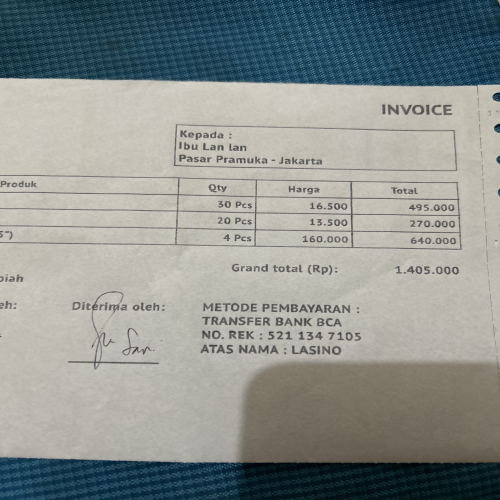 INVOICE
Kepada :
Ibu Lan lan
Pasar Pramuka - Jakarta
Produk Qty Harga Total
30 Pcs 16.500 495.000
20 Pcs 13.500 270.000
5") 4 Pcs 160.000 640.000
Grand total (Rp): 1.405.000
piah
eh: Diterima oleh: METODE PEMBAYARAN :
TRANSFER BANK BCA
NO. REK : 521 134 7105
ATAS NAMA : LASINO